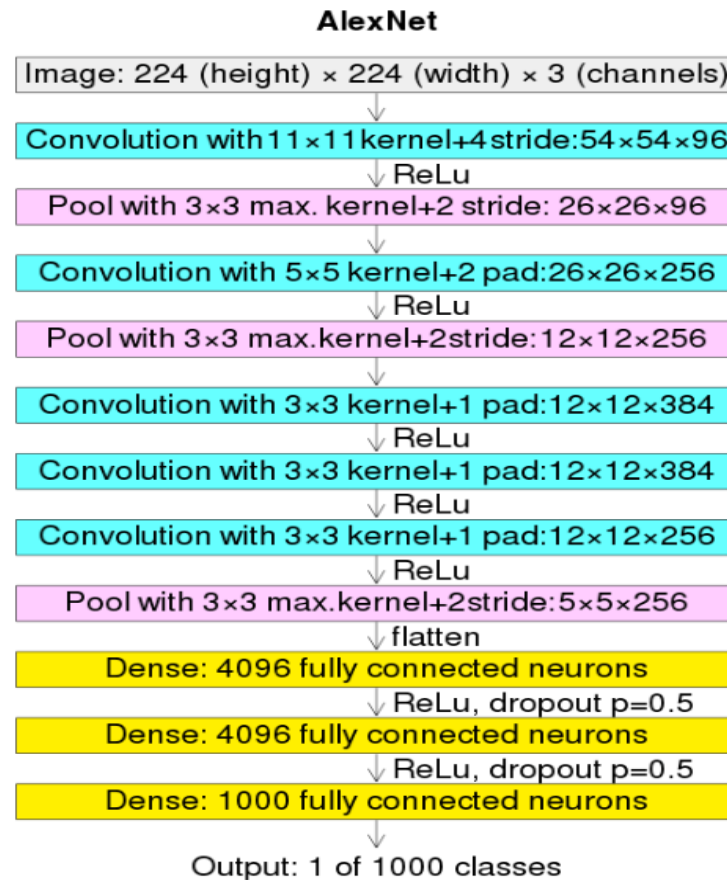 AlexNet
Image: 224 (height) × 224 (width) × 3 (channels)
Convolution with 11×11 kernel+4 stride:54×54×96
ReLu
Pool with 3×3 max. kernel+2 stride: 26×26×96
Convolution with 5×5 kernel+2 pad:26×26×256
ReLu
Pool with 3×3 max.kernel+2stride:12×12×256
Convolution with 3×3 kernel+1 pad:12×12×384
ReLu
Convolution with 3×3 kernel+1 pad:12×12×384
ReLu
Convolution with 3×3 kernel+1 pad:12×12×256
ReLu
Pool with 3×3 max.kernel+2stride:5×5×256
flatten
Dense: 4096 fully connected neurons
ReLu, dropout p=0.5
Dense: 4096 fully connected neurons
ReLu, dropout p=0.5
Dense: 1000 fully connected neurons
Output: 1 of 1000 classes